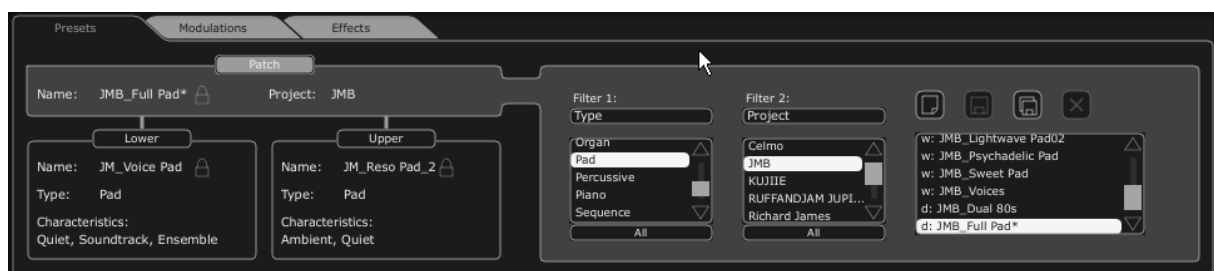 Presets Modulations Effects
Patch
Name: JMB_Full Pad* Project: JMB
Lower
Name: JM_Voice Pad
Type: Pad
Characteristics:
Quiet, Soundtrack, Ensemble
Upper
Name: JM_Reso Pad_2
Type: Pad
Characteristics:
Ambient, Quiet
Filter 1:
Type
Organ
Pad
Percussive
Piano
Sequence
All
Filter 2:
Project
Celmo
JMB
KUJIIE
RUFFANDJAM JUPI...
Richard James
All
w: JMB_Lightwave Pad02
w: JMB_Psychadelic Pad
w: JMB_Sweet Pad
w: JMB_Voices
d: JMB_Dual 80s
d: JMB_Full Pad*